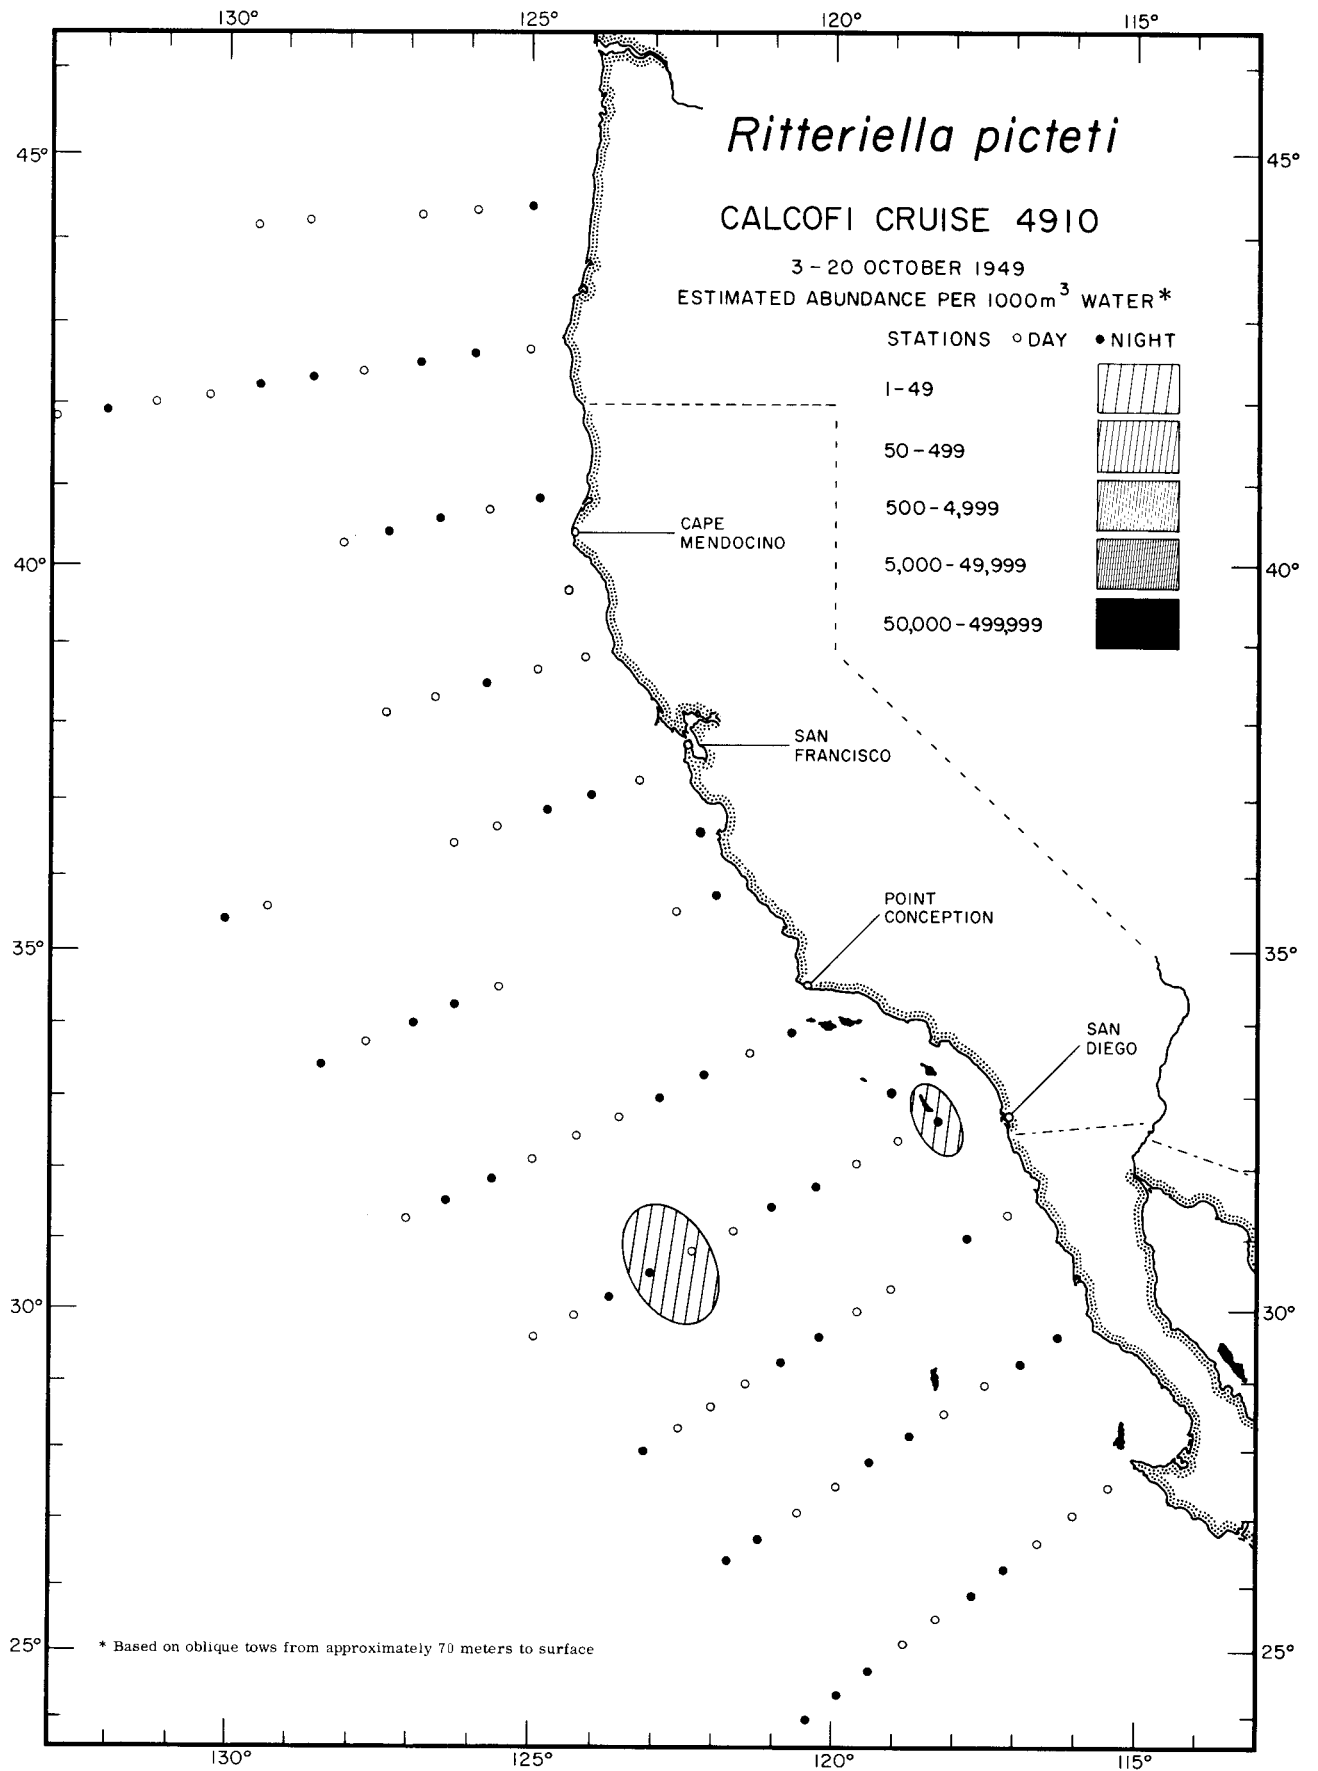 130° 125° 120° 115°
Ritteriella picteti
45° 45°
CALCOFI CRUISE 4910
3-20 OCTOBER 1949
ESTIMATED ABUNDANCE PER 1000m³ WATER*
STATIONS ○ DAY ● NIGHT
1-49
50-499
500-4,999
5,000-49,999
50,000-499,999
CAPE
MENDOCINO
40° 40°
SAN
FRANCISCO
POINT
CONCEPTION
35° 35°
SAN
DIEGO
30° 30°
25° 25°
* Based on oblique tows from approximately 70 meters to surface
130° 125° 120° 115°